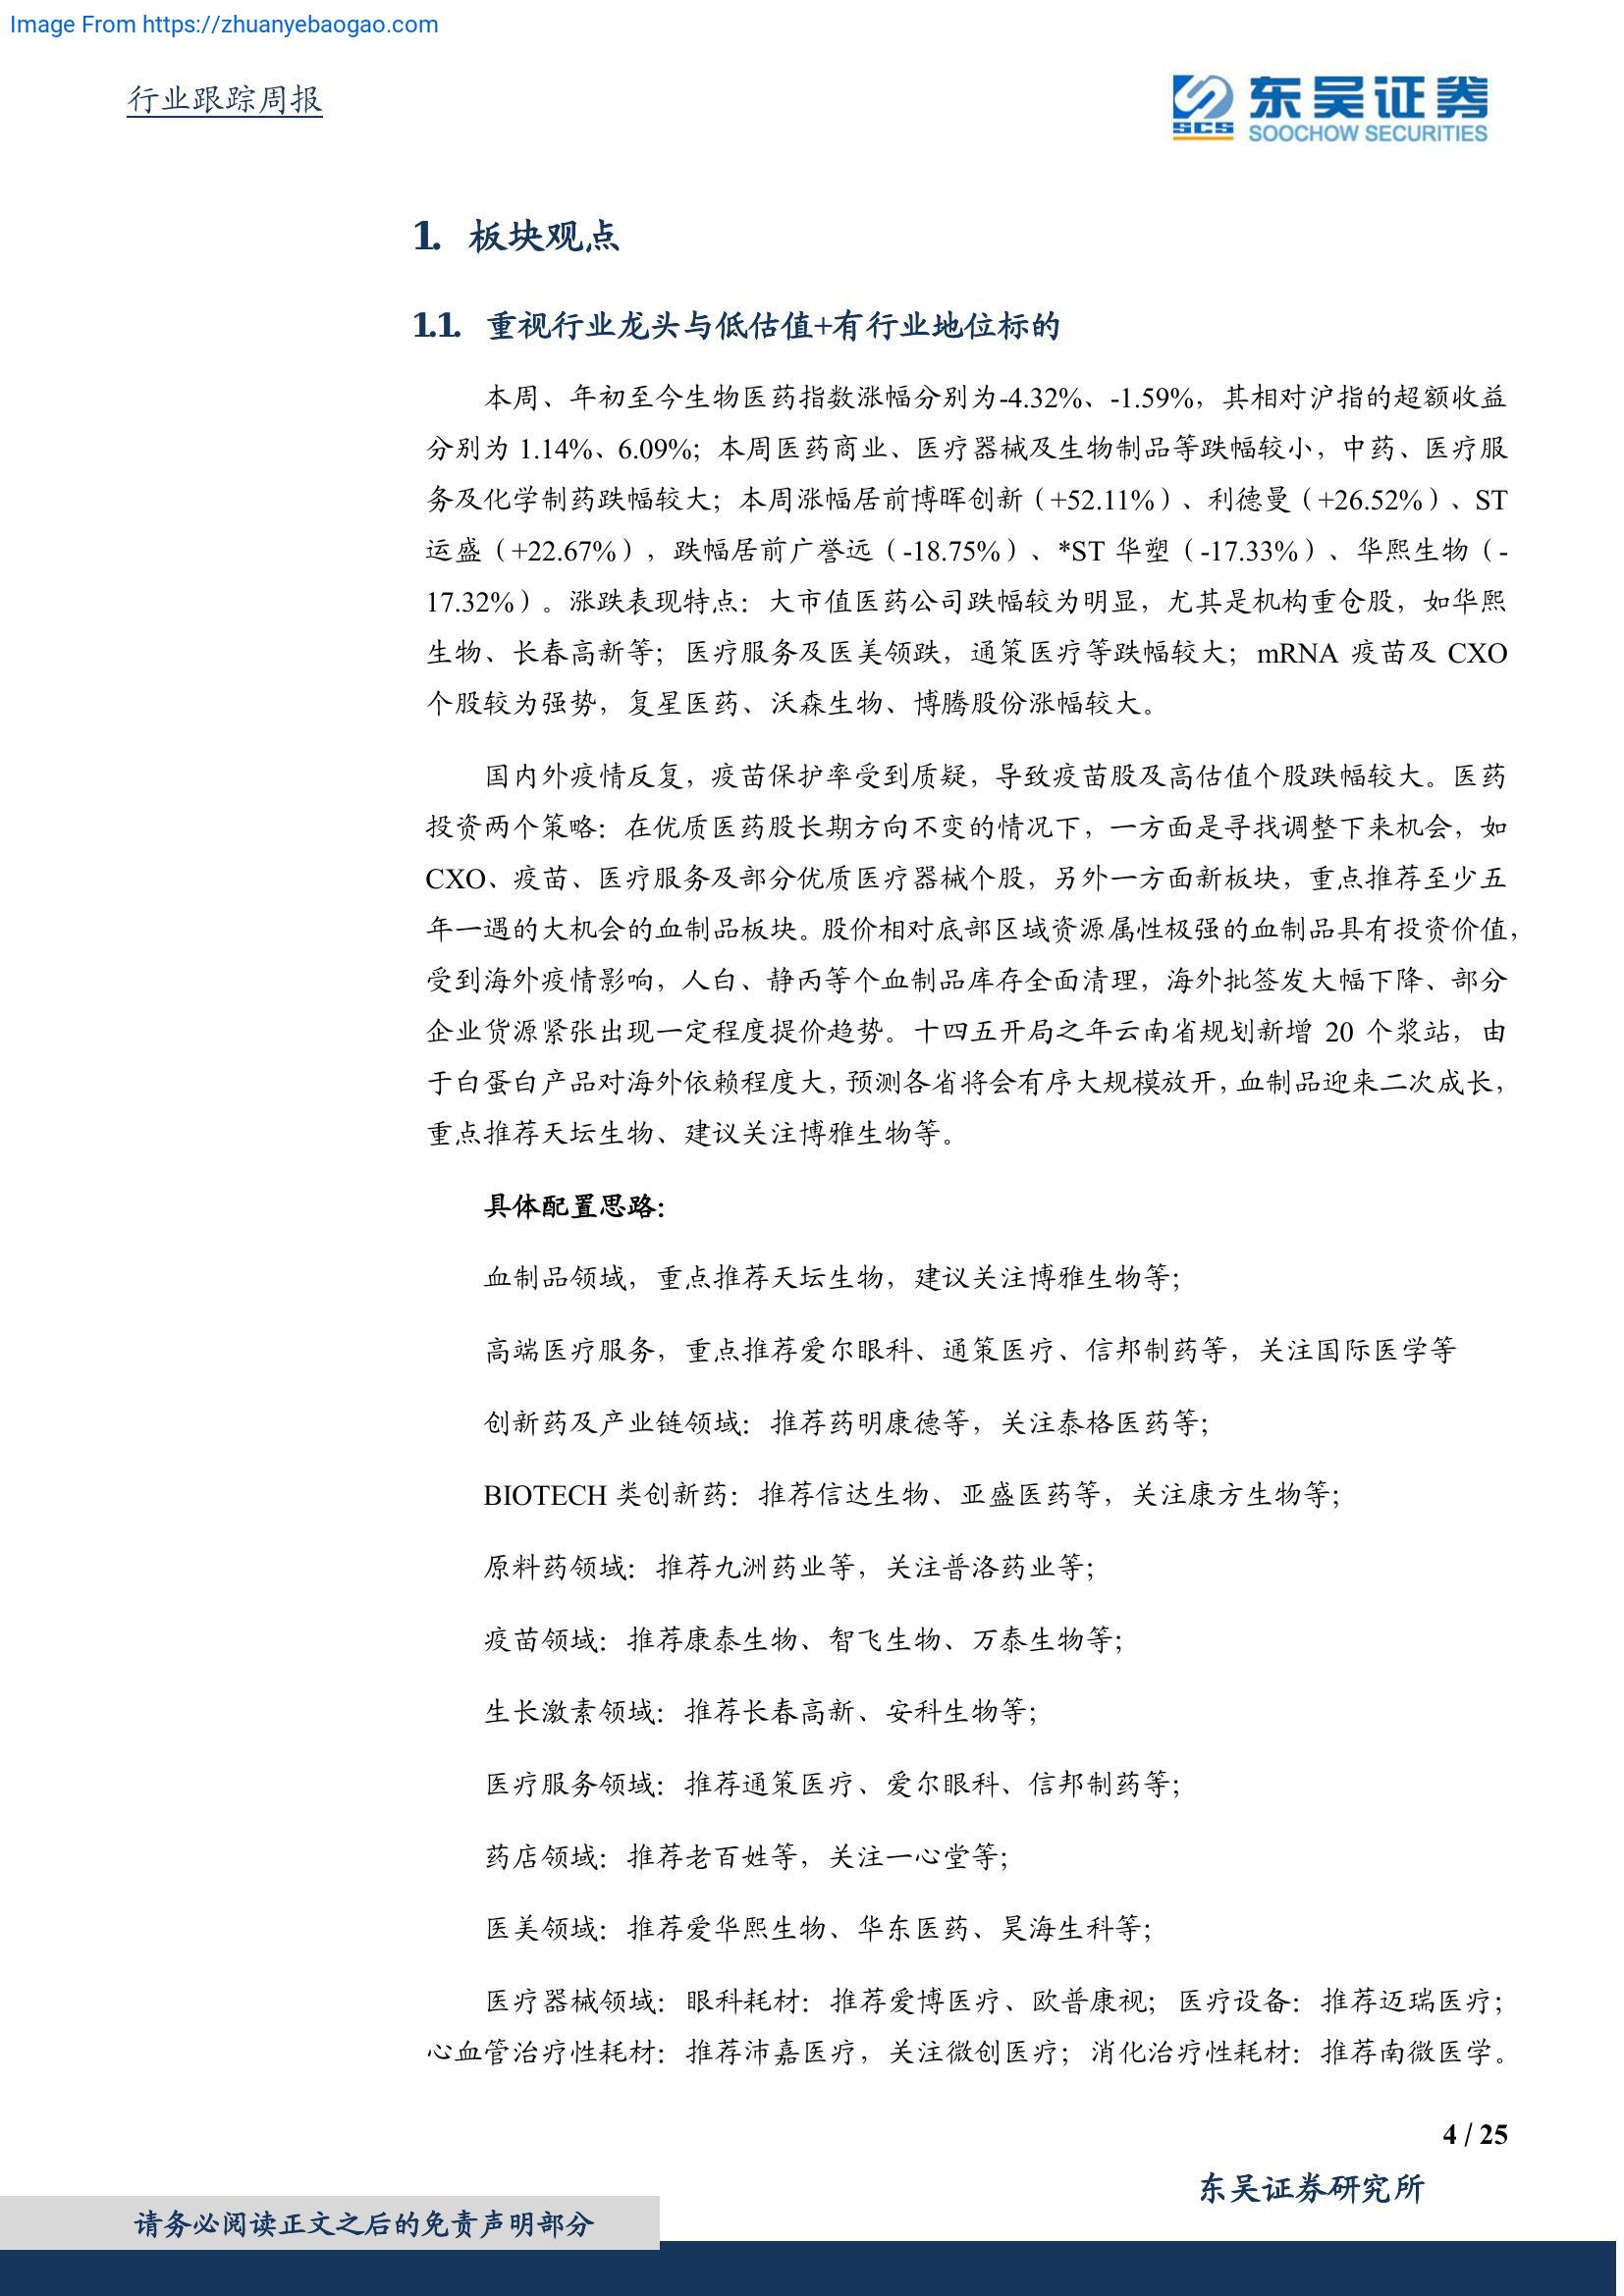 Image From https://zhuanyebaogao.com
行业跟踪周报
东吴证券
SCS
SOOCHOW SECURITIES
1. 板块观点
1.1. 重视行业龙头与低估值+有行业地位标的
本周、年初至今生物医药指数涨幅分别为-4.32%、-1.59%，其相对沪指的超额收益
分别为 1.14%、6.09%；本周医药商业、医疗器械及生物制品等跌幅较小，中药、医疗服
务及化学制药跌幅较大；本周涨幅居前博晖创新（+52.11%）、利德曼（+26.52%）、ST
运盛（+22.67%），跌幅居前广誉远（-18.75%）、*ST 华塑（-17.33%）、华熙生物（-
17.32%）。涨跌表现特点：大市值医药公司跌幅较为明显，尤其是机构重仓股，如华熙
生物、长春高新等；医疗服务及医美领跌，通策医疗等跌幅较大；mRNA 疫苗及 CXO
个股较为强势，复星医药、沃森生物、博腾股份涨幅较大。
国内外疫情反复，疫苗保护率受到质疑，导致疫苗股及高估值个股跌幅较大。医药
投资两个策略：在优质医药股长期方向不变的情况下，一方面是寻找调整下来机会，如
CXO、疫苗、医疗服务及部分优质医疗器械个股，另外一方面新板块，重点推荐至少五
年一遇的大机会的血制品板块。股价相对底部区域资源属性极强的血制品具有投资价值，
受到海外疫情影响，人白、静丙等个血制品库存全面清理，海外批签发大幅下降、部分
企业货源紧张出现一定程度提价趋势。十四五开局之年云南省规划新增 20 个浆站，由
于白蛋白产品对海外依赖程度大，预测各省将会有序大规模放开，血制品迎来二次成长，
重点推荐天坛生物、建议关注博雅生物等。
具体配置思路：
血制品领域，重点推荐天坛生物，建议关注博雅生物等；
高端医疗服务，重点推荐爱尔眼科、通策医疗、信邦制药等，关注国际医学等
创新药及产业链领域：推荐药明康德等，关注泰格医药等；
BIOTECH 类创新药：推荐信达生物、亚盛医药等，关注康方生物等；
原料药领域：推荐九洲药业等，关注普洛药业等；
疫苗领域：推荐康泰生物、智飞生物、万泰生物等；
生长激素领域：推荐长春高新、安科生物等；
医疗服务领域：推荐通策医疗、爱尔眼科、信邦制药等；
药店领域：推荐老百姓等，关注一心堂等；
医美领域：推荐爱华熙生物、华东医药、昊海生科等；
医疗器械领域：眼科耗材：推荐爱博医疗、欧普康视；医疗设备：推荐迈瑞医疗；
心血管治疗性耗材：推荐沛嘉医疗，关注微创医疗；消化治疗性耗材：推荐南微医学。
4 / 25
东吴证券研究所
请务必阅读正文之后的免责声明部分